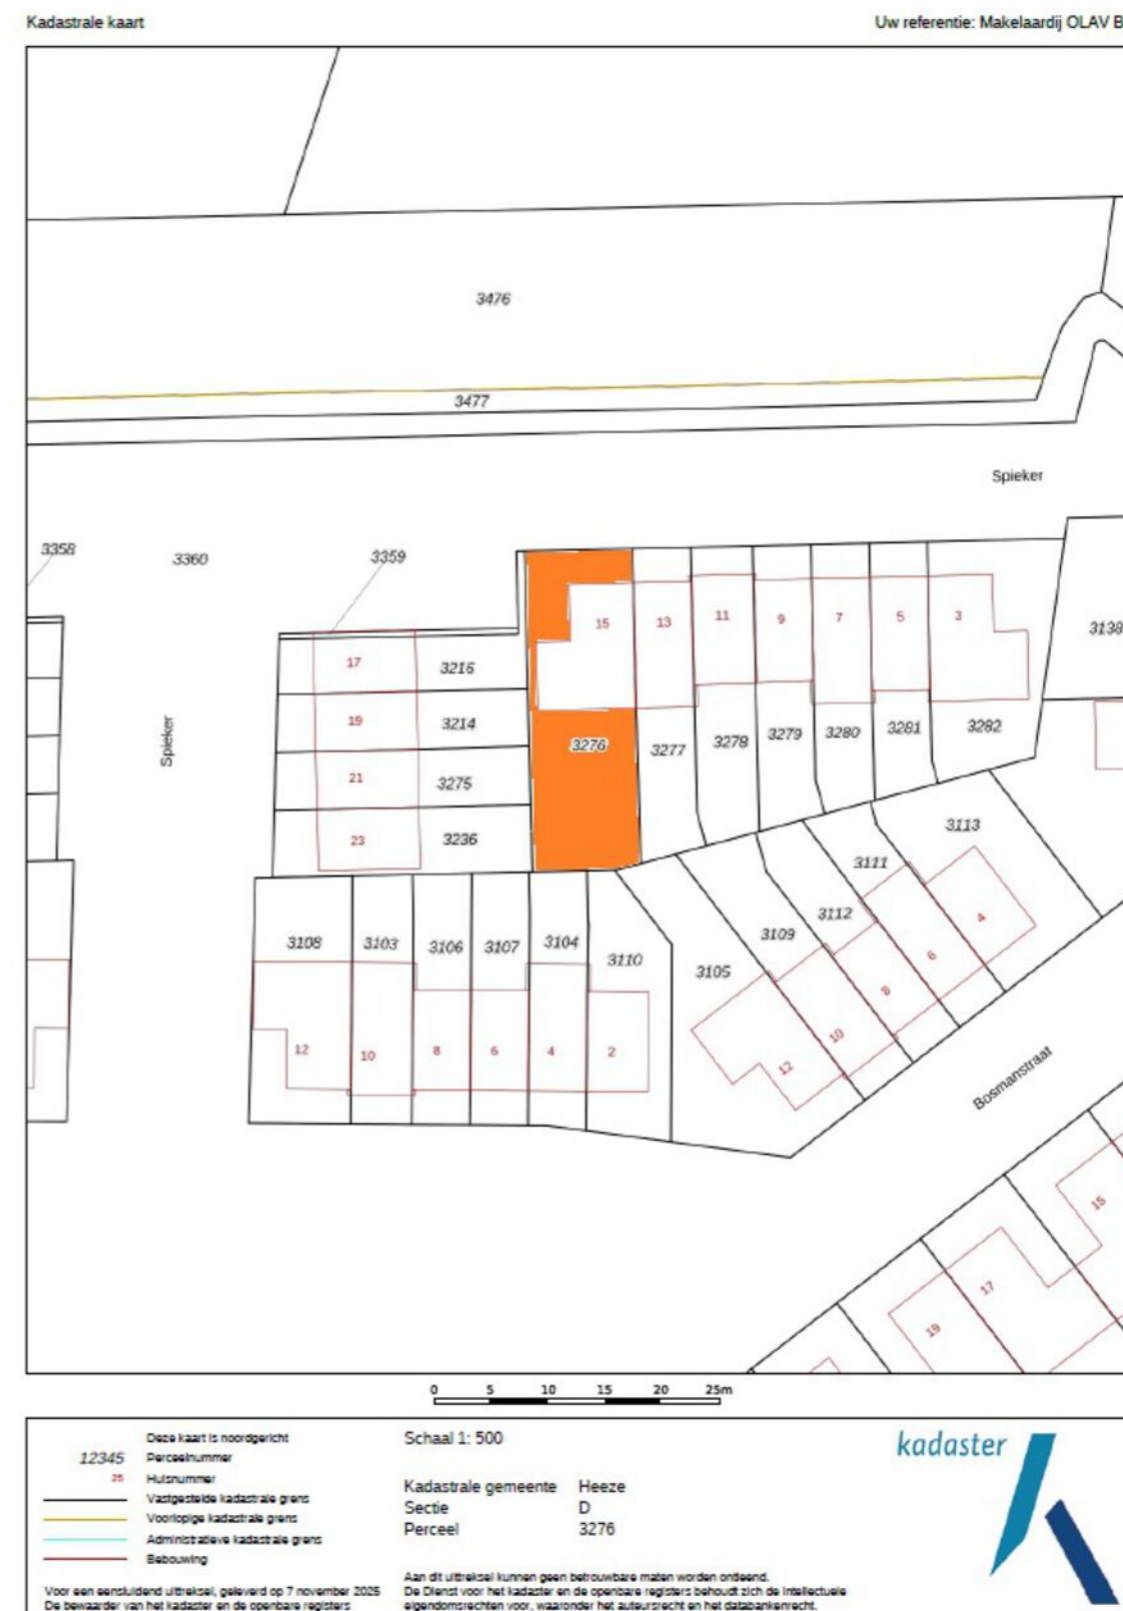 Kadastrale kaart
Uw referentie: Makelaardij OLAV B
3476
3477
Spieker
3358
3360
3359
15
13
11
9
7
5
3
3138
17
3216
19
3214
21
3275
23
3236
Spieker
3276
3277
3278
3279
3280
3281
3282
3113
3111
3112
3109
3105
4
6
8
10
12
3108
3103
3106
3107
3104
3110
12
10
8
6
4
2
Bosmanstraat
15
17
19
0 5 10 15 20 25m
Deze kaart is noordgericht
12345 Perceelnummer
25 Huisnummer
Vastgestelde kadastrale grens
Voorlopige kadastrale grens
Administratieve kadastrale grens
Bebouwing
Voor een eensluidend uittreksel, geleverd op 7 november 2025
De bewaarder van het kadaster en de openbare registers
Schaal 1: 500
Kadastrale gemeente Heeze
Sectie D
Perceel 3276
Aan dit uittreksel kunnen geen betrouwbare maten worden ontleend.
De Dienst voor het kadaster en de openbare registers behoudt zich de intellectuele
eigendomsrechten voor, waaronder het auteursrecht en het databankenrecht.
kadaster